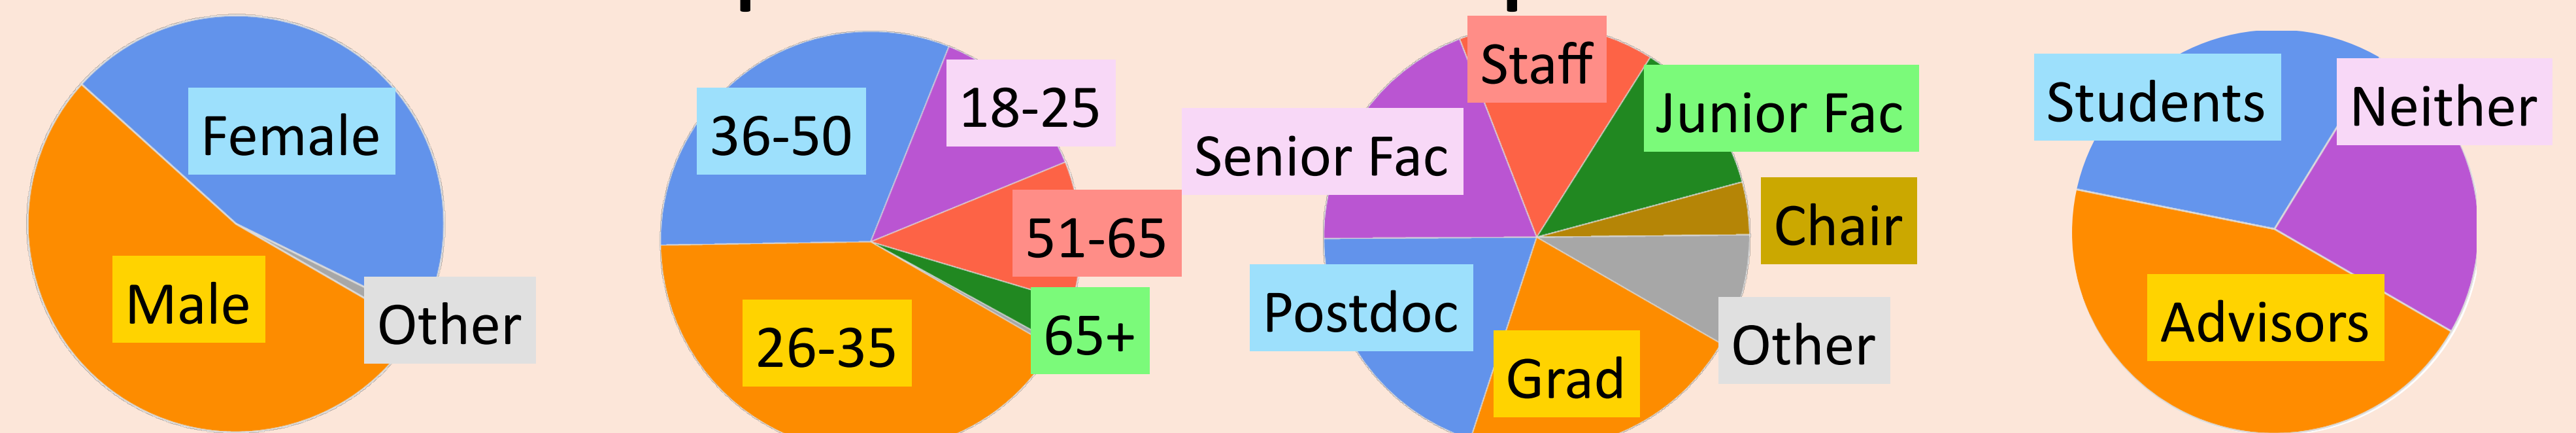 Female
Male
Other
36-50
18-25
51-65
65+
26-35
Staff
Junior Fac
Senior Fac
Chair
Postdoc
Other
Grad
Students
Neither
Advisors